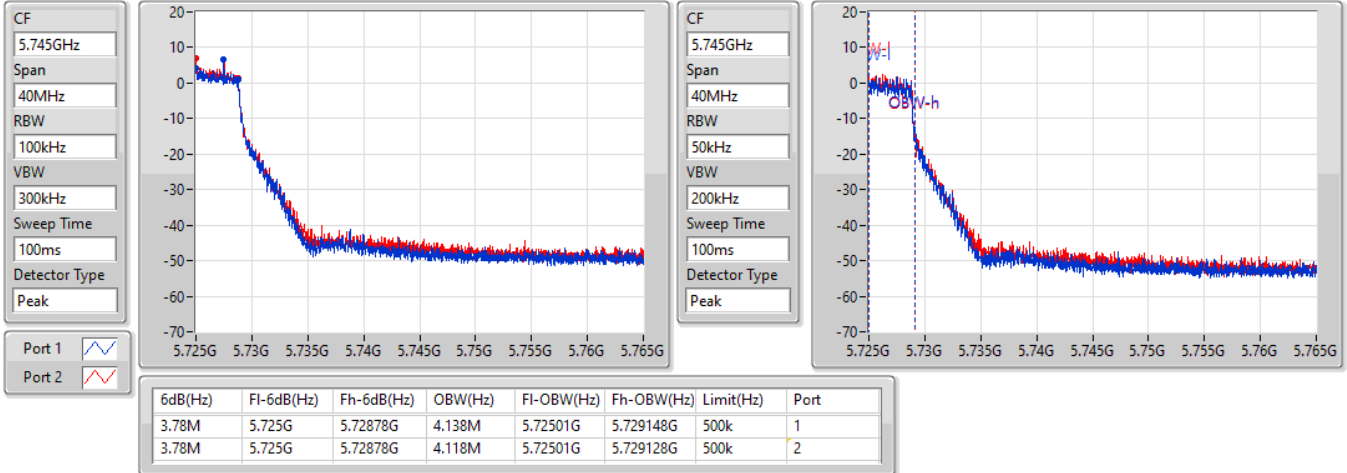 CF
5.745GHz
Span
40MHz
RBW
100kHz
VBW
300kHz
Sweep Time
100ms
Detector Type
Peak
Port 1
Port 2
20
10
0
-10
-20
-30
-40
-50
-60
-70
5.725G 5.73G 5.735G 5.74G 5.745G 5.75G 5.755G 5.76G 5.765G
CF
5.745GHz
Span
40MHz
RBW
50kHz
VBW
200kHz
Sweep Time
100ms
Detector Type
Peak
20
10
0
-10
-20
-30
-40
-50
-60
-70
W-l
OBW-h
5.725G 5.73G 5.735G 5.74G 5.745G 5.75G 5.755G 5.76G 5.765G
6dB(Hz) Fl-6dB(Hz) Fh-6dB(Hz) OBW(Hz) Fl-OBW(Hz) Fh-OBW(Hz) Limit(Hz) Port
3.78M 5.725G 5.72878G 4.138M 5.72501G 5.729148G 500k 1
3.78M 5.725G 5.72878G 4.118M 5.72501G 5.729128G 500k 2